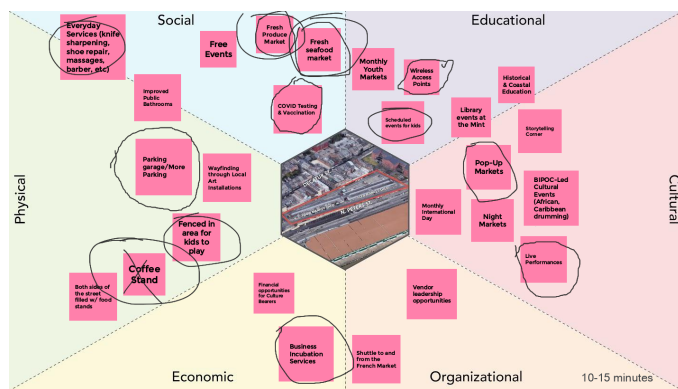 Social
Educational
Physical
Cultural
Economic
Organizational
Everyday
Services (knife
sharpening,
shoe repair,
massages,
barber, etc)
Free
Events
Fresh
Produce
Market
Fresh
seafood
market
Improved
Public
Bathrooms
COVID Testing
& Vaccination
Monthly
Youth
Markets
Wireless
Access
Points
Historical
& Coastal
Education
Scheduled
events for kids
Library
events at
the Mint
Storytelling
Corner
Parking
garage/More
Parking
Wayfinding
through Local
Art
Installations
Pop-Up
Markets
BIPOC-Led
Cultural
Events
(African,
Caribbean
drumming)
Monthly
International
Day
Night
Markets
Fenced in
area for
kids to
play
Coffee
Stand
Both sides of
the street
filled w/ food
stands
Live
Performances
Financial
opportunities
for Culture
Bearers
Vendor
leadership
opportunities
Business
Incubation
Services
Shuttle to and
from the
French Market
10-15 minutes